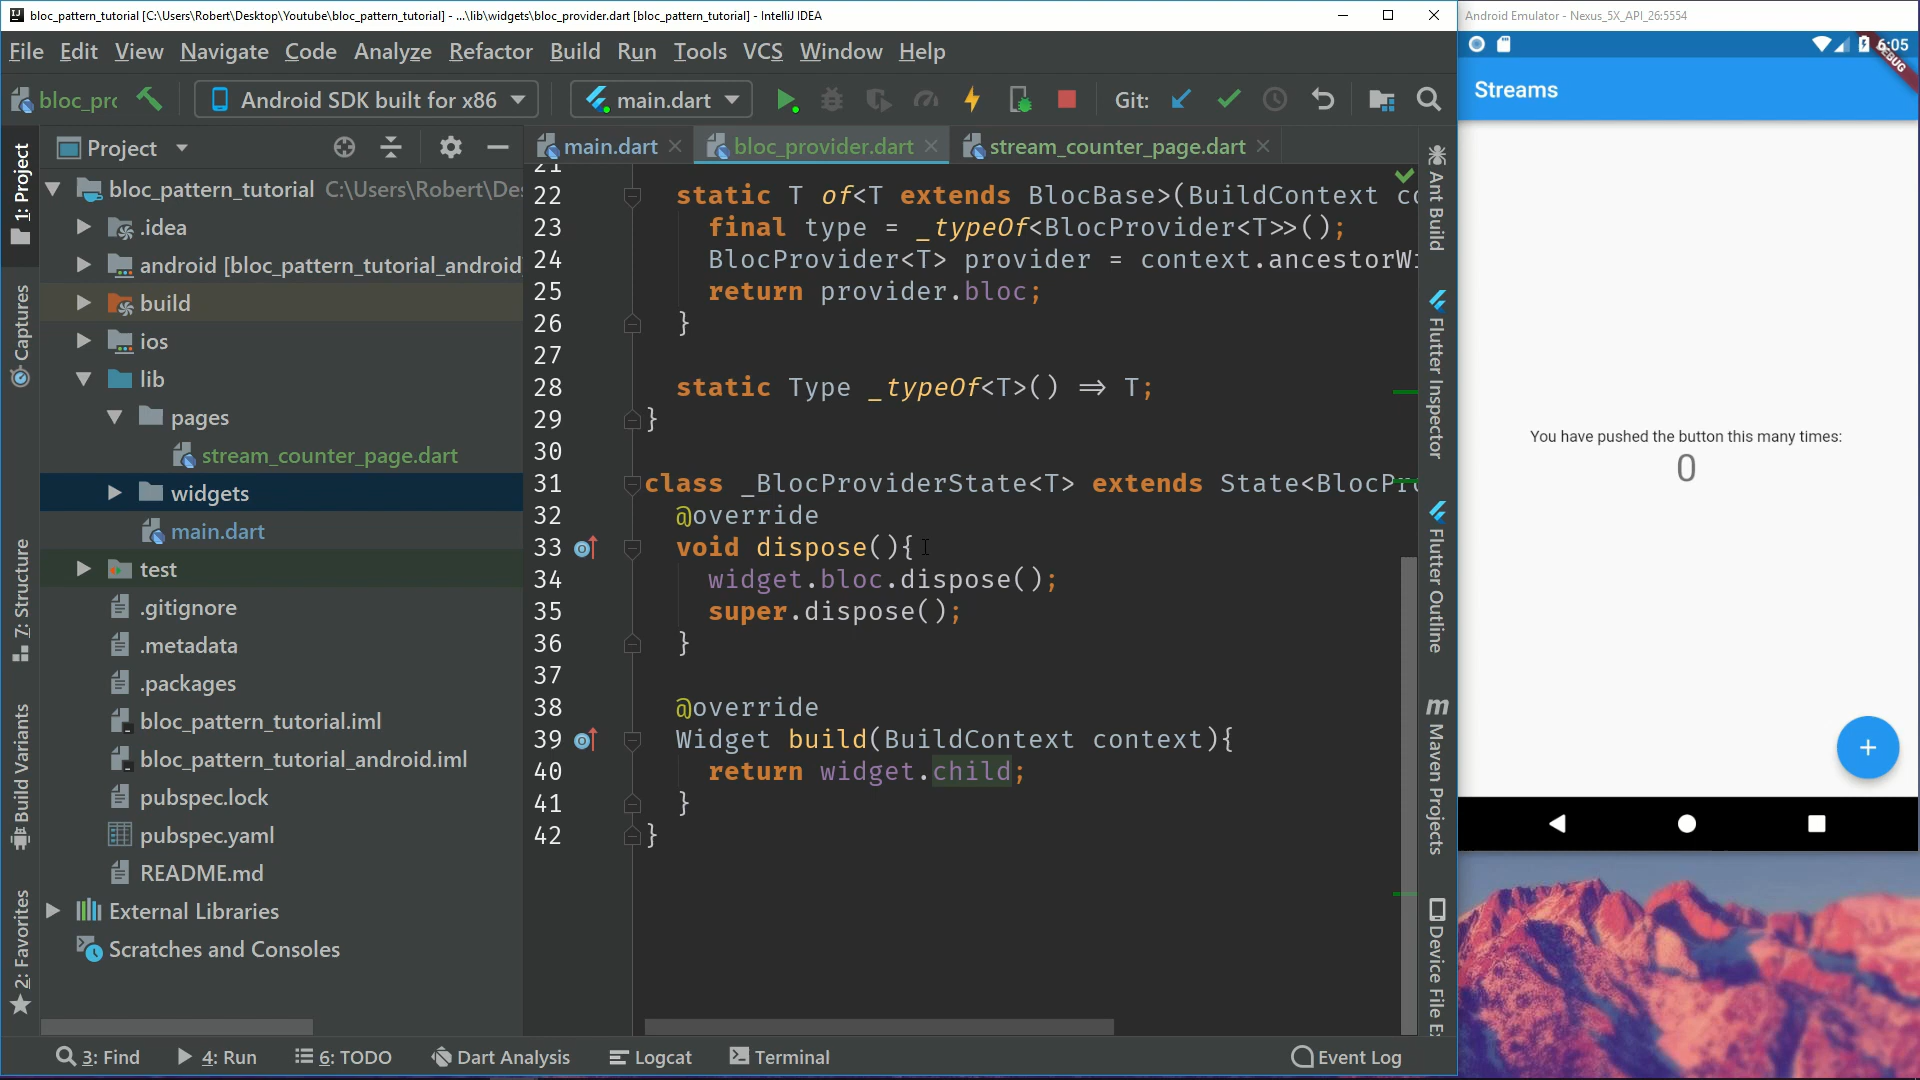 bloc_pattern_tutorial [C:\Users\Robert\Desktop\Youtube\bloc_pattern_tutorial] - ...\lib\widgets\bloc_provider.dart [bloc_pattern_tutorial] - IntelliJ IDEA
File Edit View Navigate Code Analyze Refactor Build Run Tools VCS Window Help
bloc_prc Android SDK built for x86 main.dart Git:
1: Project
Captures
7: Structure
Build Variants
2: Favorites
Project
bloc_pattern_tutorial C:\Users\Robert\De
.idea
android [bloc_pattern_tutorial_android]
build
ios
lib
pages
stream_counter_page.dart
widgets
main.dart
test
.gitignore
.metadata
.packages
bloc_pattern_tutorial.iml
bloc_pattern_tutorial_android.iml
pubspec.lock
pubspec.yaml
README.md
External Libraries
Scratches and Consoles
main.dart bloc_provider.dart stream_counter_page.dart
21
22 static T of<T extends BlocBase>(BuildContext co
23 final type = _typeOf<BlocProvider<T>>();
24 BlocProvider<T> provider = context.ancestorWi
25 return provider.bloc;
26 }
27
28 static Type _typeOf<T>() => T;
29 }
30
31 class _BlocProviderState<T> extends State<BlocPro
32 @override
33 void dispose(){
34 widget.bloc.dispose();
35 super.dispose();
36 }
37
38 @override
39 Widget build(BuildContext context){
40 return widget.child;
41 }
42 }
Ant Build
Flutter Inspector
Flutter Outline
m Maven Projects
Device File E
3: Find 4: Run 6: TODO Dart Analysis Logcat Terminal Event Log
Android Emulator - Nexus_5X_API_26:5554
6:05
DEBUG
Streams
You have pushed the button this many times:
0
+